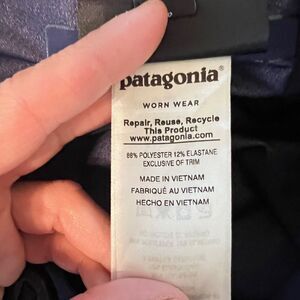 patagonia®
WORN WEAR
Repair, Reuse, Recycle
This Product
www.patagonia.com
88% POLYESTER 12% ELASTANE
EXCLUSIVE OF TRIM
MADE IN VIETNAM
FABRIQUÉ AU VIETNAM
HECHO EN VIETNAM